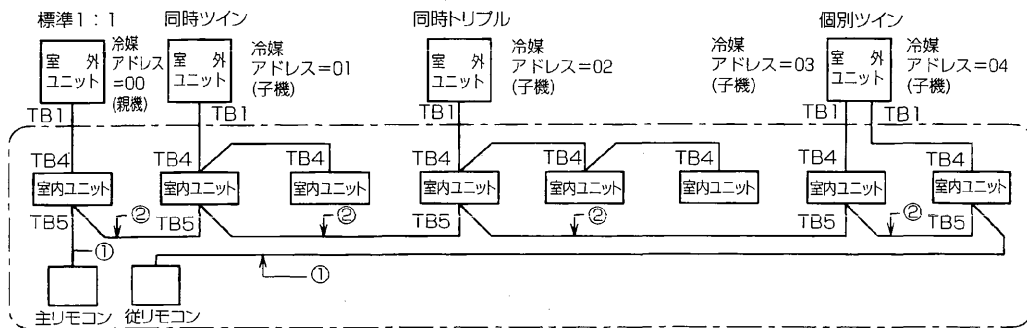 標準1:1
同時ツイン
同時トリプル
個別ツイン
室 外
ユニット
冷媒
アドレス
=00
(親機)
室 外
ユニット
冷媒
アドレス=01
(子機)
室 外
ユニット
冷媒
アドレス=02
(子機)
冷媒
アドレス=03
(子機)
室 外
ユニット
冷媒
アドレス=04
(子機)
TB1
TB1
TB1
TB1
TB1
TB4
TB4
TB4
TB4
TB4
TB4
TB4
TB4
室内ユニット
室内ユニット
室内ユニット
室内ユニット
室内ユニット
室内ユニット
室内ユニット
室内ユニット
TB5
②
TB5
②
TB5
②
TB5
②
TB5
①
①
主リモコン
従リモコン